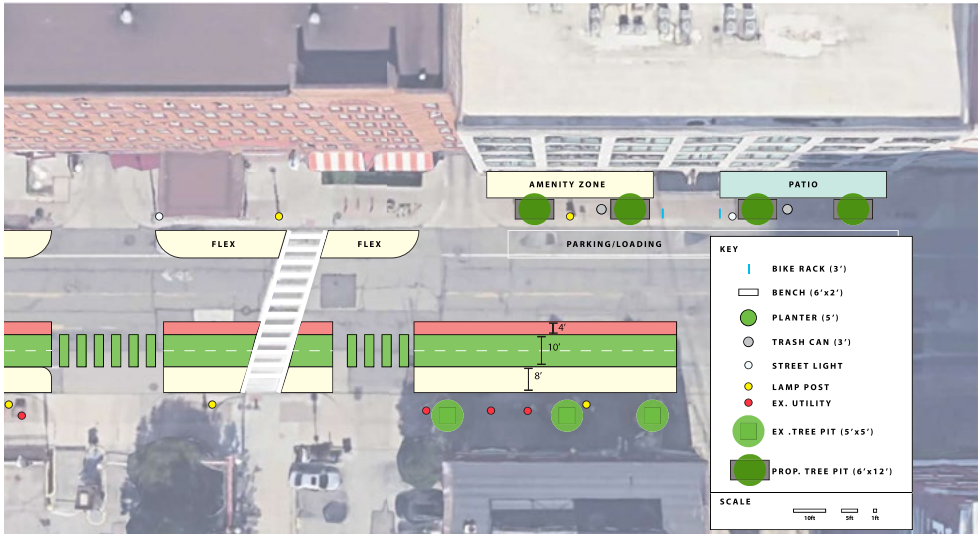 AMENITY ZONE
PATIO
FLEX
FLEX
PARKING/LOADING
4'
10'
8'
KEY
BIKE RACK (3')
BENCH (6'x2')
PLANTER (5')
TRASH CAN (3')
STREET LIGHT
LAMP POST
EX. UTILITY
EX .TREE PIT (5'x5')
PROP. TREE PIT (6'x12')
SCALE
10ft
5ft
1ft